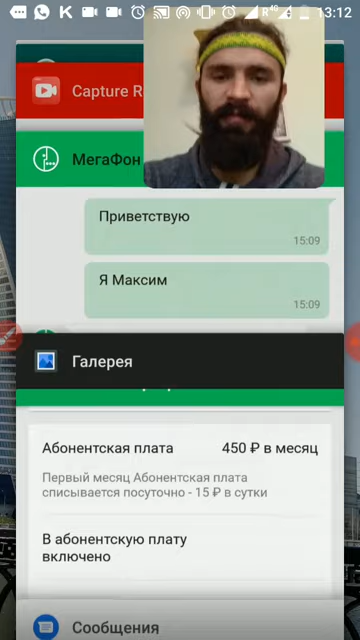 R 4G 13:12
Capture R
МегаФон
Приветствую
15:09
Я Максим
15:09
Галерея
Абонентская плата 450 ₽ в месяц
Первый месяц Абонентская плата
списывается посуточно - 15 ₽ в сутки
В абонентскую плату
включено
Сообщения